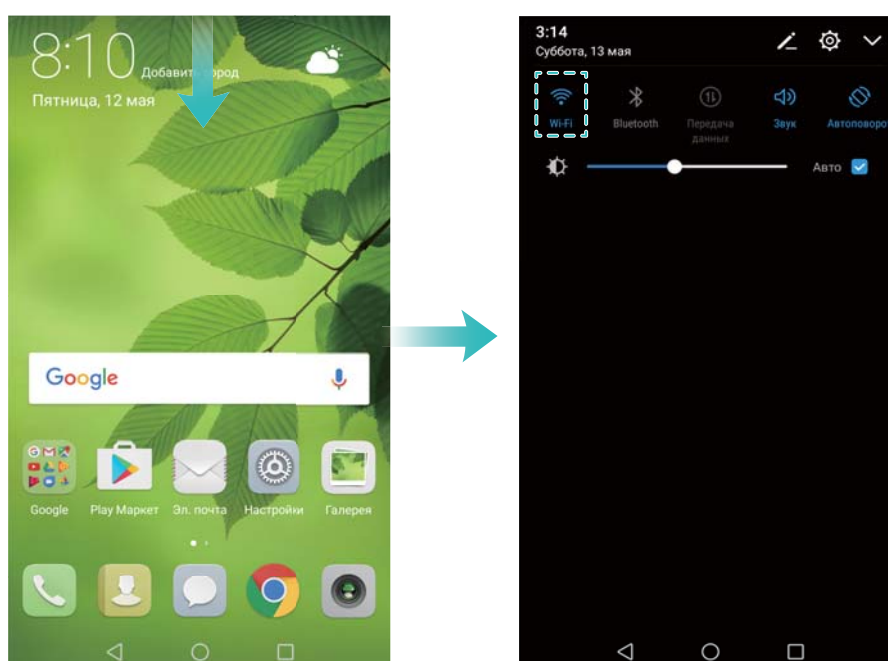 8:10
Добавить город
Пятница, 12 мая
Google
Google
Play Маркет
Эл. почта
Настройки
Галерея
3:14
Суббота, 13 мая
Wi-Fi
Bluetooth
Передача
данных
Звук
Автоповоро
Авто